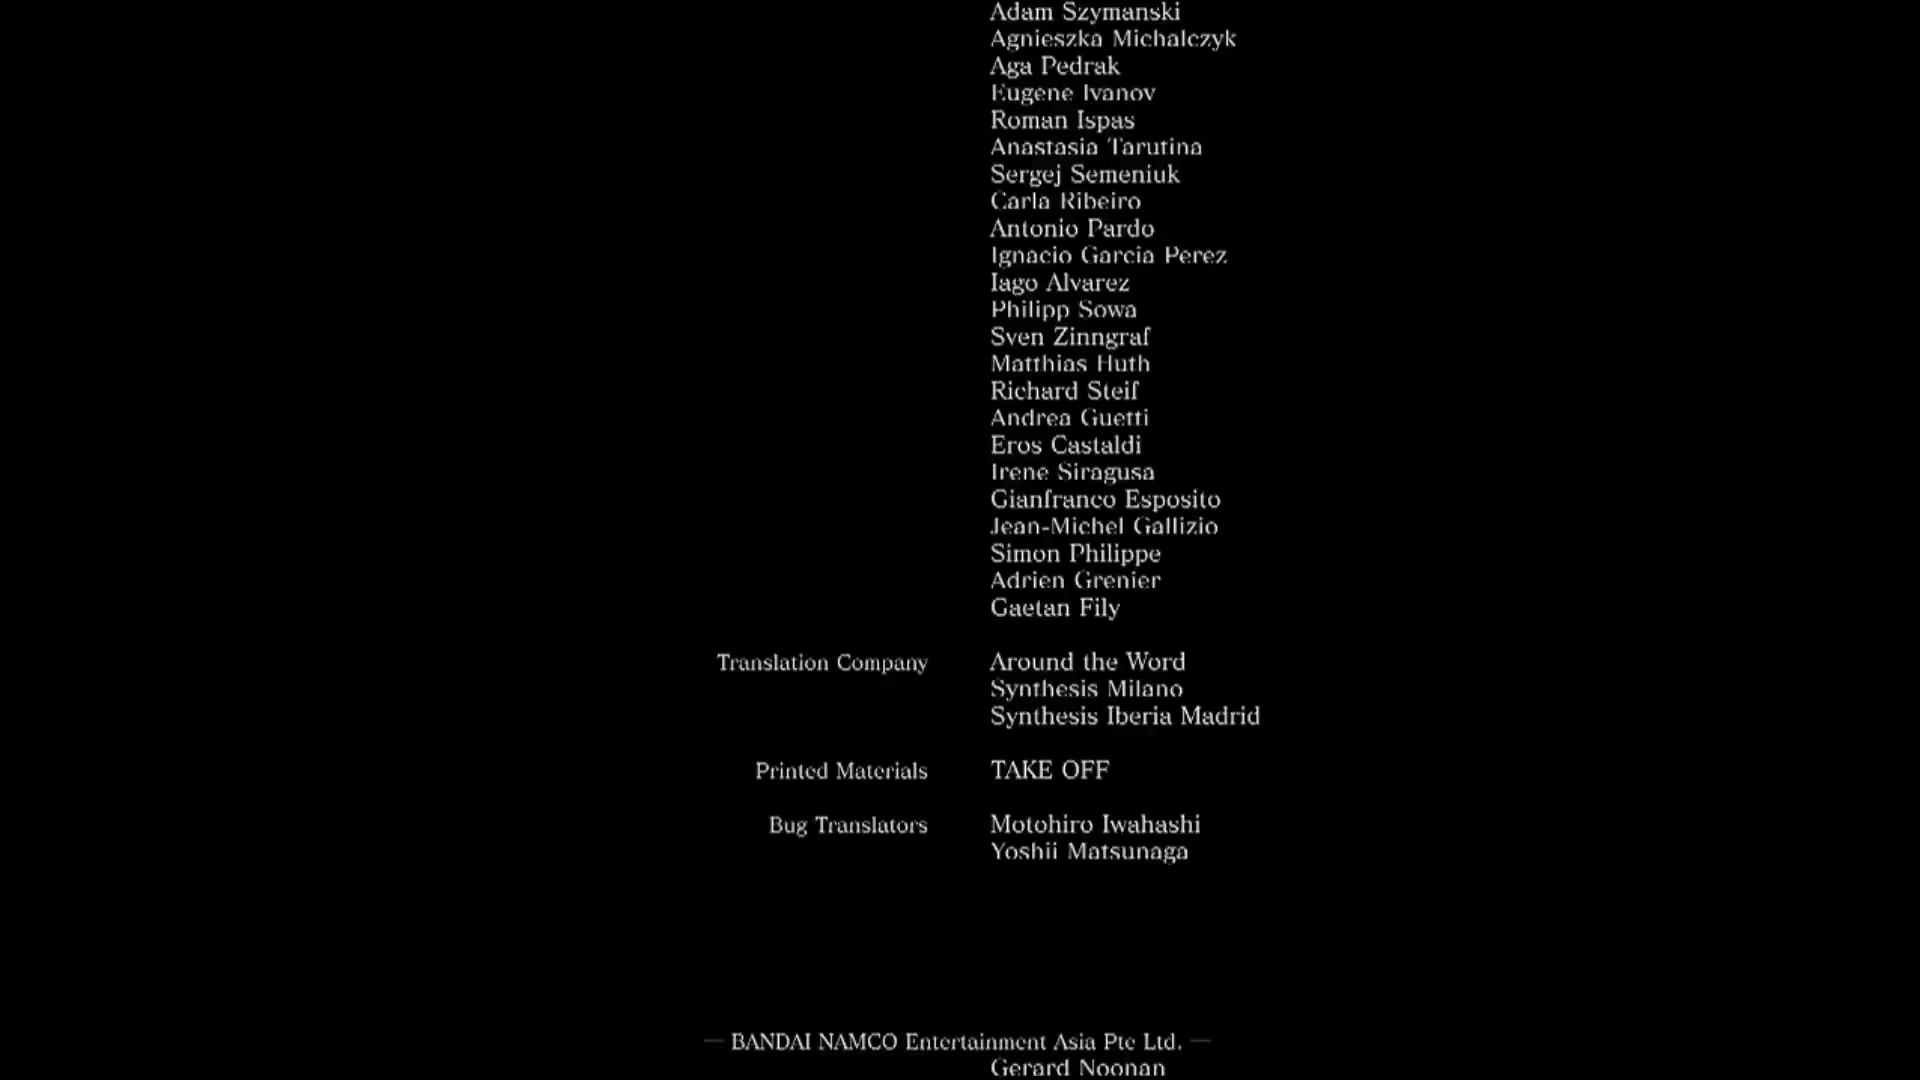 Adam Szymanski
Agnieszka Michalczyk
Aga Pedrak
Eugene Ivanov
Roman Ispas
Anastasia Tarutina
Sergej Semeniuk
Carla Ribeiro
Antonio Pardo
Ignacio Garcia Perez
Iago Alvarez
Philipp Sowa
Sven Zinngraf
Matthias Huth
Richard Steif
Andrea Guetti
Eros Castaldi
Irene Siragusa
Gianfranco Esposito
Jean-Michel Gallizio
Simon Philippe
Adrien Grenier
Gaetan Fily
Translation Company Around the Word
Synthesis Milano
Synthesis Iberia Madrid
Printed Materials TAKE OFF
Bug Translators Motohiro Iwahashi
Yoshii Matsunaga
— BANDAI NAMCO Entertainment Asia Pte Ltd. —
Gerard Noonan